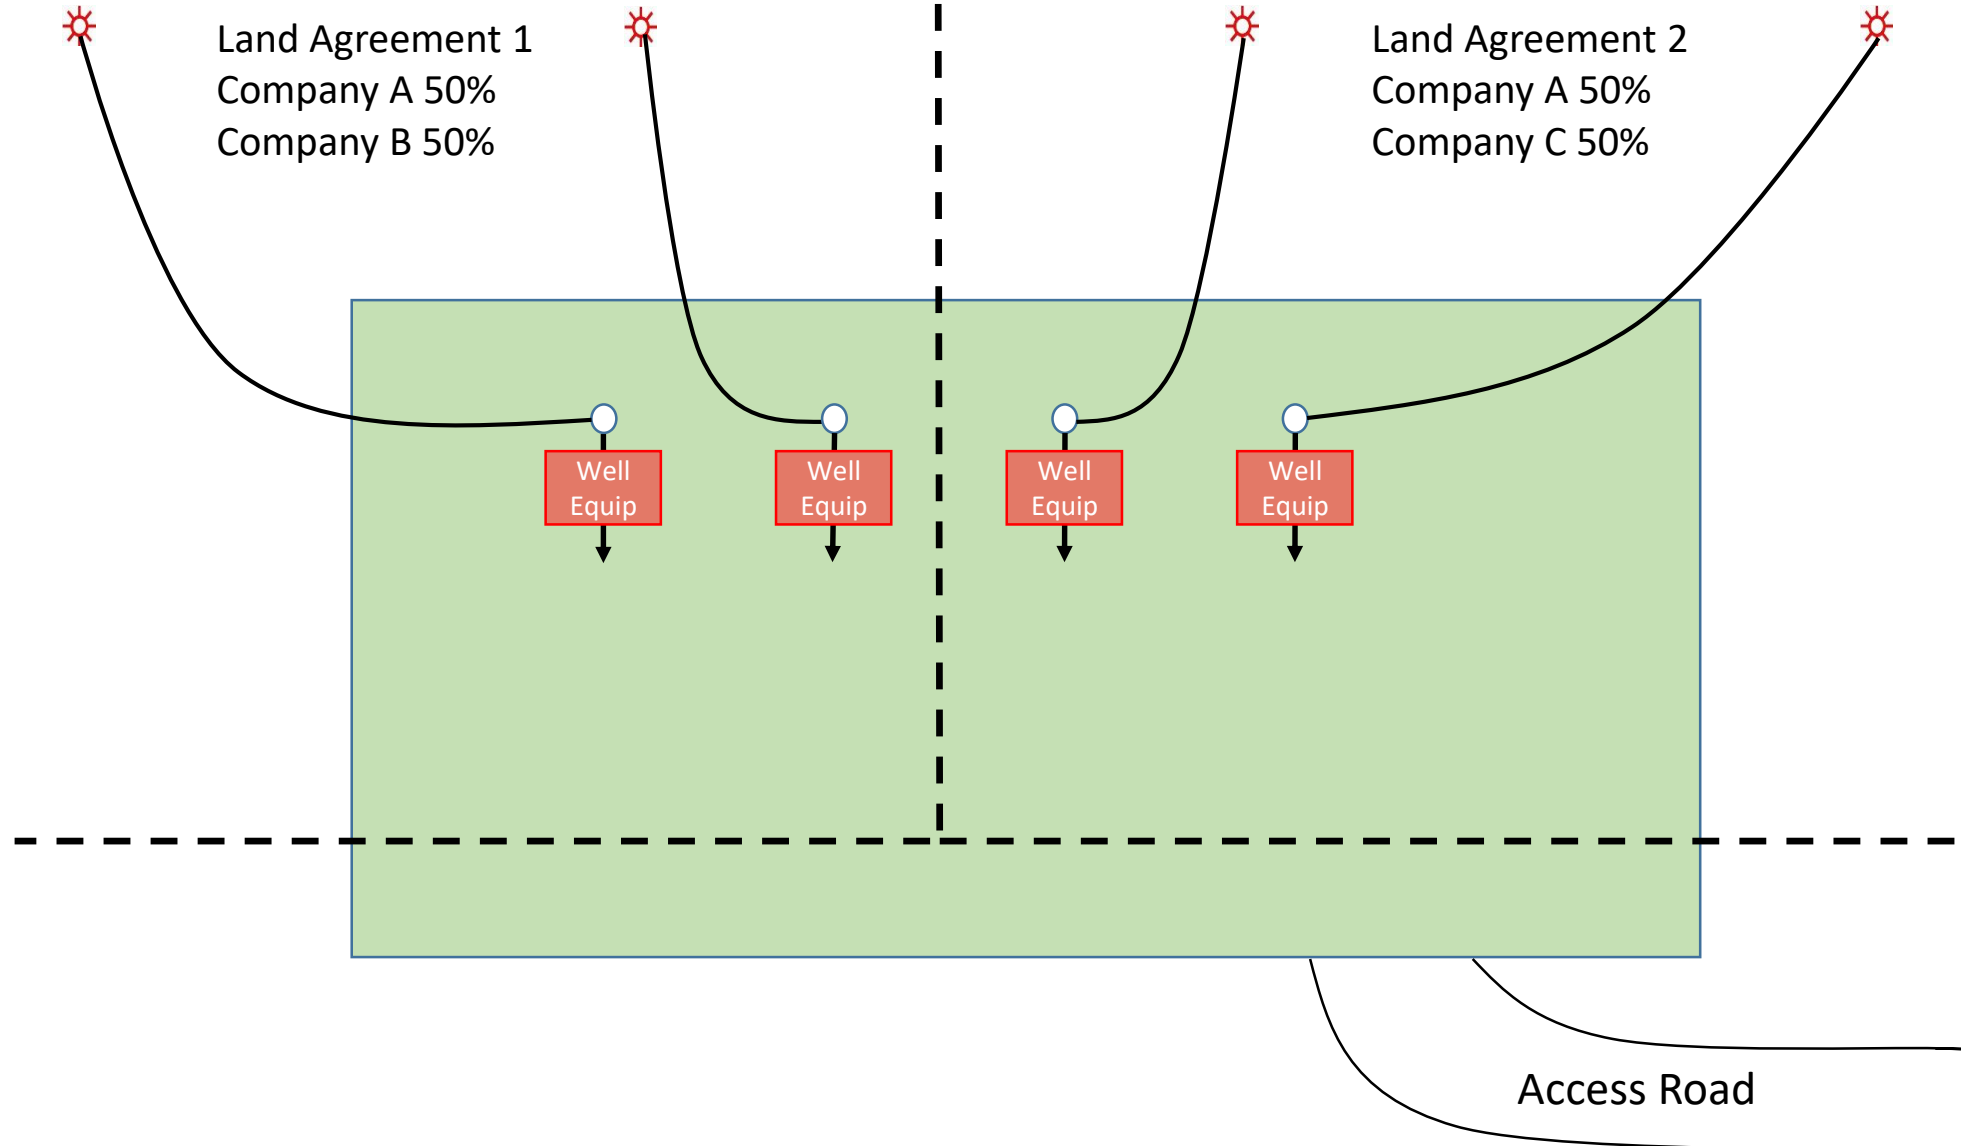 Land Agreement 1
Company A 50%
Company B 50%
Land Agreement 2
Company A 50%
Company C 50%
Well
Equip
Well
Equip
Well
Equip
Well
Equip
Access Road